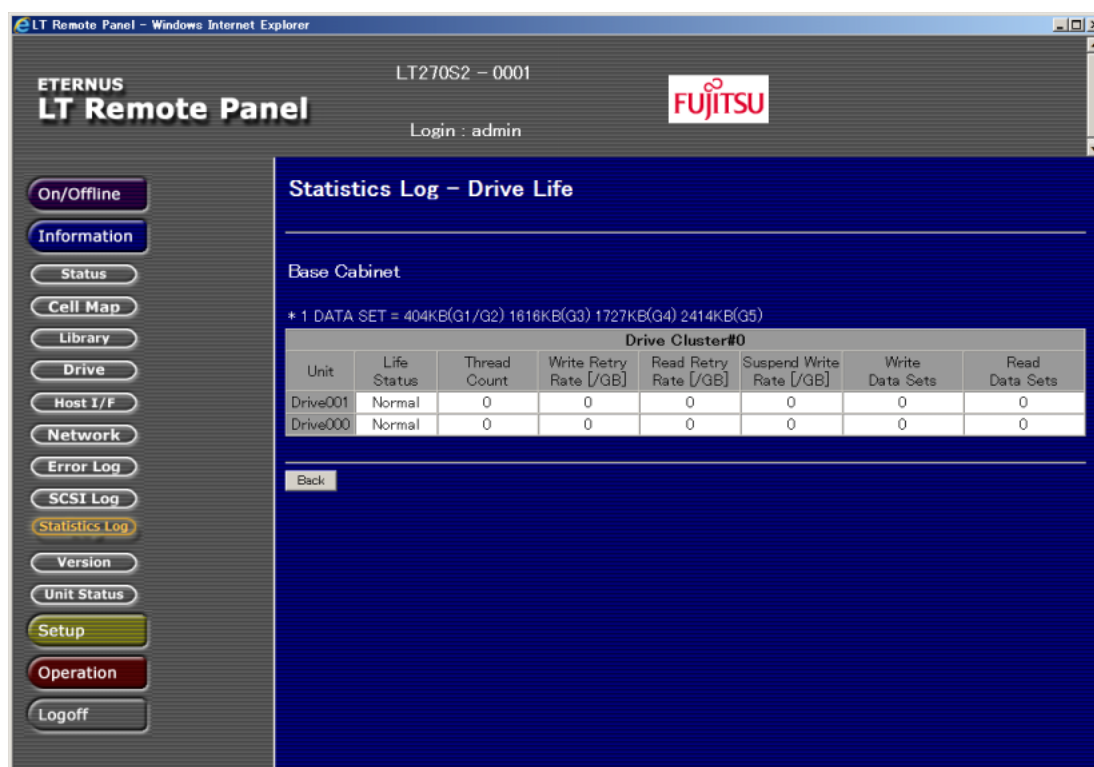 LT Remote Panel - Windows Internet Explorer
ETERNUS
LT Remote Panel
LT270S2 - 0001
Login : admin
FUJITSU
On/Offline
Information
Status
Cell Map
Library
Drive
Host I/F
Network
Error Log
SCSI Log
Statistics Log
Version
Unit Status
Setup
Operation
Logoff
Statistics Log - Drive Life
Base Cabinet
* 1 DATA SET = 404KB(G1/G2) 1616KB(G3) 1727KB(G4) 2414KB(G5)
Drive Cluster#0
Unit Life Status Thread Count Write Retry Rate [/GB] Read Retry Rate [/GB] Suspend Write Rate [/GB] Write Data Sets Read Data Sets
Drive001 Normal 0 0 0 0 0 0
Drive000 Normal 0 0 0 0 0 0
Back